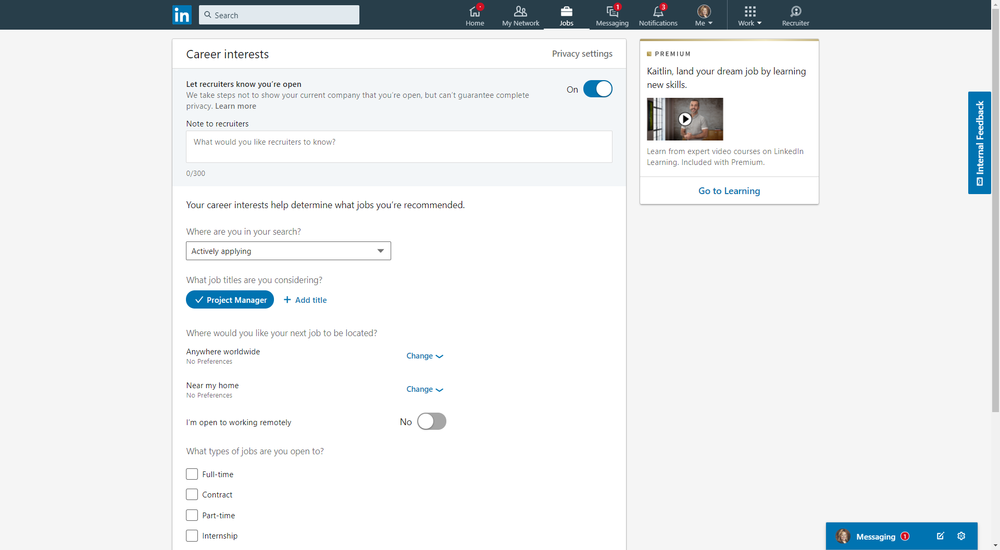 in
Search
Home
My Network
Jobs
1
Messaging
3
Notifications
Me
Work
Recruiter
Career interests
Privacy settings
Let recruiters know you’re open
We take steps not to show your current company that you’re open, but can’t guarantee complete
privacy. Learn more
On
Note to recruiters
What would you like recruiters to know?
0/300
Your career interests help determine what jobs you’re recommended.
Where are you in your search?
Actively applying
What job titles are you considering?
Project Manager
Add title
Where would you like your next job to be located?
Anywhere worldwide
No Preferences
Change
Near my home
No Preferences
Change
I’m open to working remotely
No
What types of jobs are you open to?
Full-time
Contract
Part-time
Internship
PREMIUM
Kaitlin, land your dream job by learning
new skills.
Learn from expert video courses on LinkedIn
Learning. Included with Premium.
Go to Learning
Internal Feedback
Messaging 1